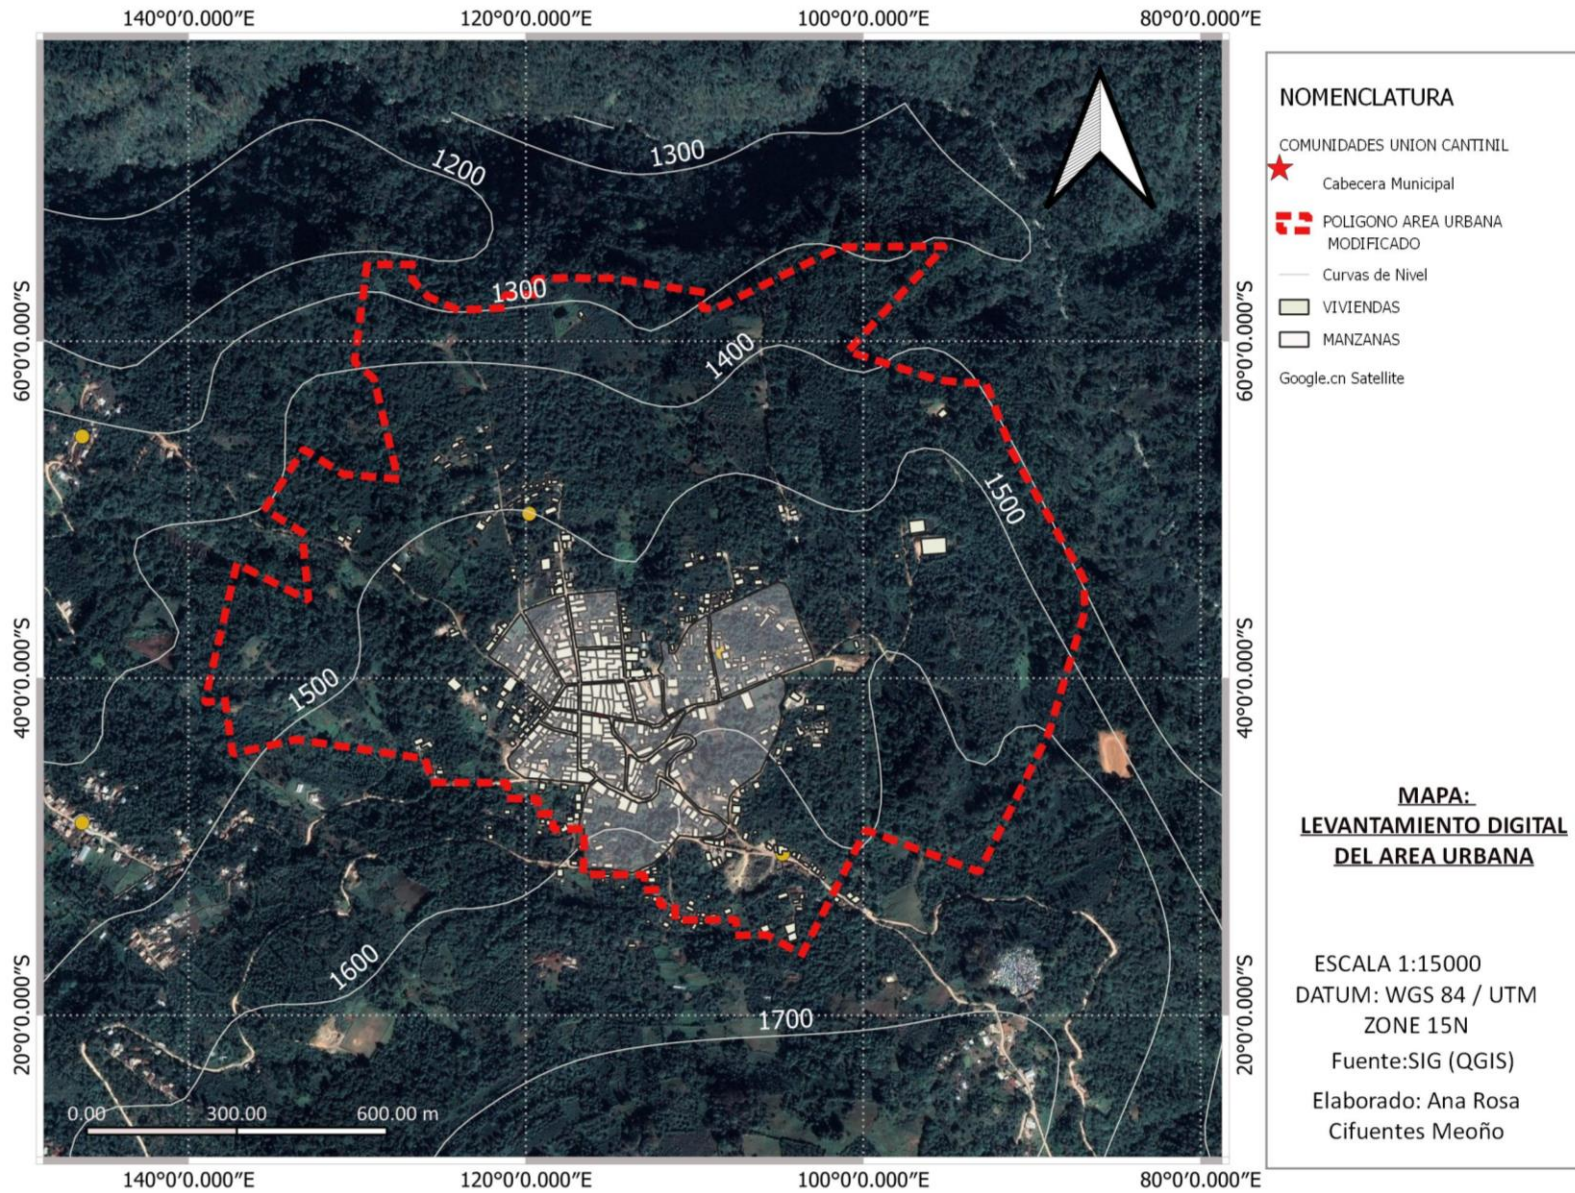 140°0′0.000″E 120°0′0.000″E 100°0′0.000″E 80°0′0.000″E
60°0′0.000″S
40°0′0.000″S
20°0′0.000″S
1200
1300
1300
1400
1500
1500
1600
1700
0.00 300.00 600.00 m
60°0′0.000″S
40°0′0.000″S
20°0′0.000″S
140°0′0.000″E 120°0′0.000″E 100°0′0.000″E 80°0′0.000″E
NOMENCLATURA
COMUNIDADES UNION CANTINIL
Cabecera Municipal
POLIGONO AREA URBANA
MODIFICADO
Curvas de Nivel
VIVIENDAS
MANZANAS
Google.cn Satellite
MAPA:
LEVANTAMIENTO DIGITAL
DEL AREA URBANA
ESCALA 1:15000
DATUM: WGS 84 / UTM
ZONE 15N
Fuente:SIG (QGIS)
Elaborado: Ana Rosa
Cifuentes Meoño